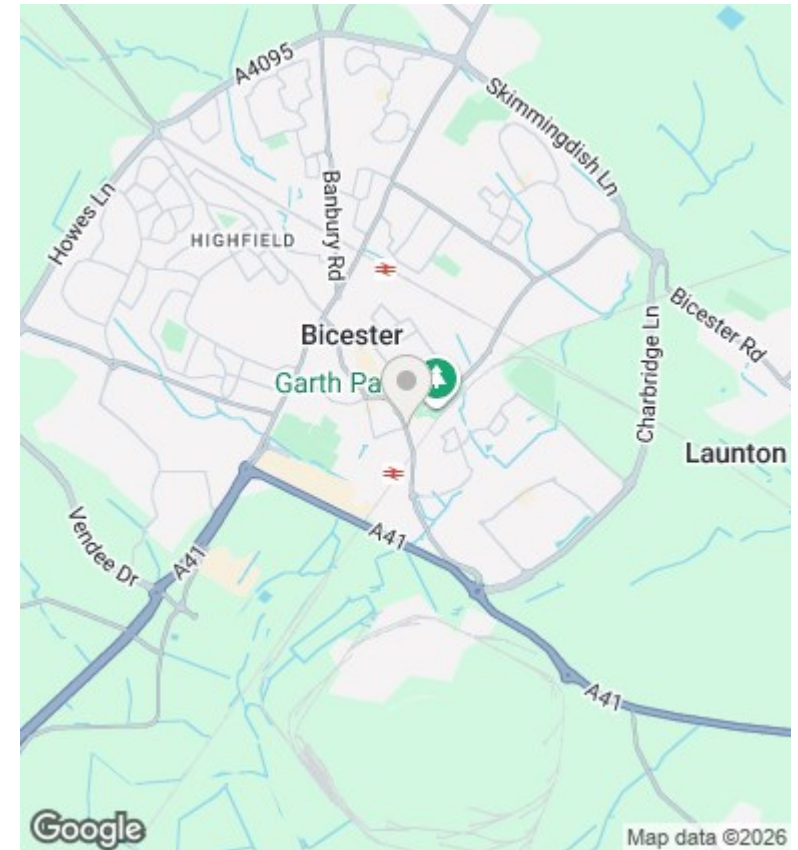 A4095
Skimmingdish Ln
Howes Ln
Banbury Rd
HIGHFIELD
Bicester
Bicester Rd
Garth Pa
Charbridge Ln
Launton
Vendee Dr
A41
A41
A41
Google
Map data ©2026